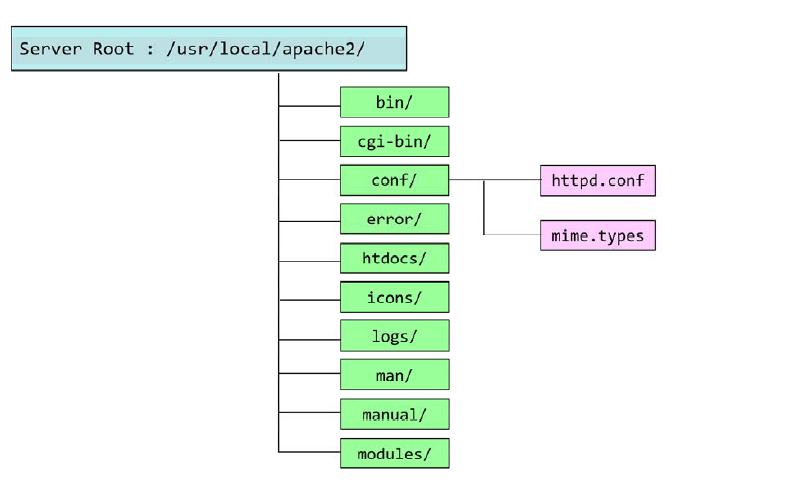 Server Root : /usr/local/apache2/
bin/
cgi-bin/
conf/
httpd.conf
mime.types
error/
htdocs/
icons/
logs/
man/
manual/
modules/